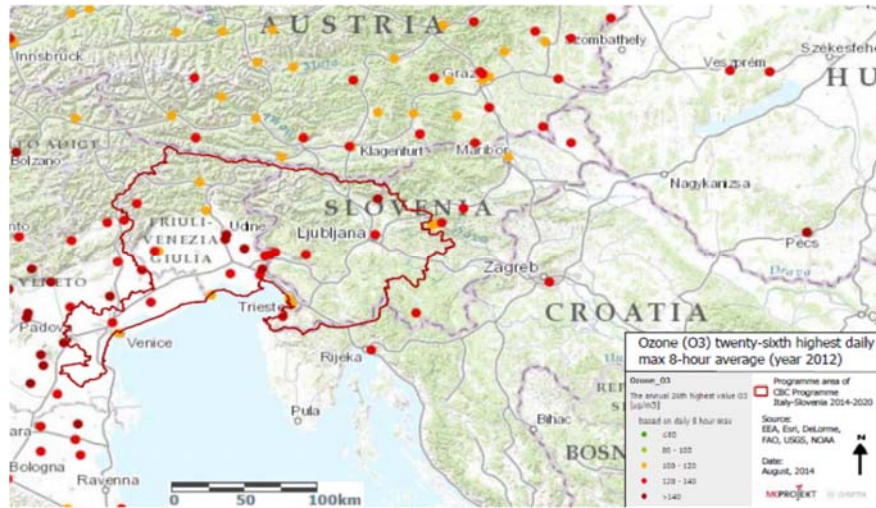 AUSTRIA
Innsbruck
Szombathely
Graz
Veszprém
Székesfehé
HU
Klagenfurt
Maribor
Bolzano
Nagykanizsa
SLOVENIA
FRIULI-
VENEZIA
GIULIA
Udine
Ljubljana
Pécs
Drava
Zagreb
CROATIA
Trieste
Padov
Venice
Rijeka
Pula
Bihac
BOSN
Bologna
Ravenna
0 50 100km
Ozone (O3) twenty-sixth highest daily
max 8-hour average (year 2012)
Ozone_O3
The annual 26th highest value O3
[µg/m3]
based on daily 8 hour max
≤80
80 - 100
100 - 120
120 - 140
>140
Programme area of
CBC Programme
Italy-Slovenia 2014-2020
Source:
EEA, Esri, DeLorme,
FAO, USGS, NOAA
Date:
August, 2014
N
MKPROJEKT